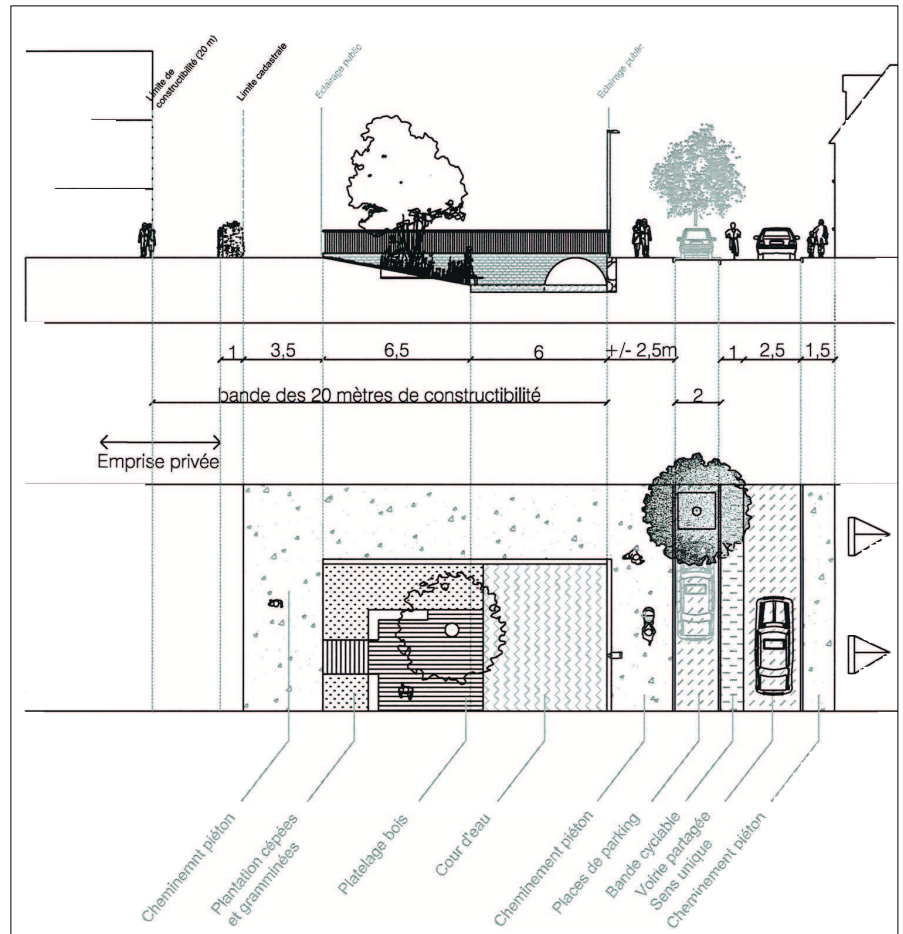 Limite de
constructibilité (20 m)
Limite cadastrale
Eclairage public
Eclairage public
1
3,5
6,5
6
+/- 2,5m
1
2,5
1,5
bande des 20 mètres de constructibilité
2
Emprise privée
Cheminemnt piéton
Plantation cépées
et gramminées
Platelage bois
Cour d'eau
Cheminement piéton
Places de parking
Bande cyclable
Voirie partagée
Sens unique
Cheminement piéton